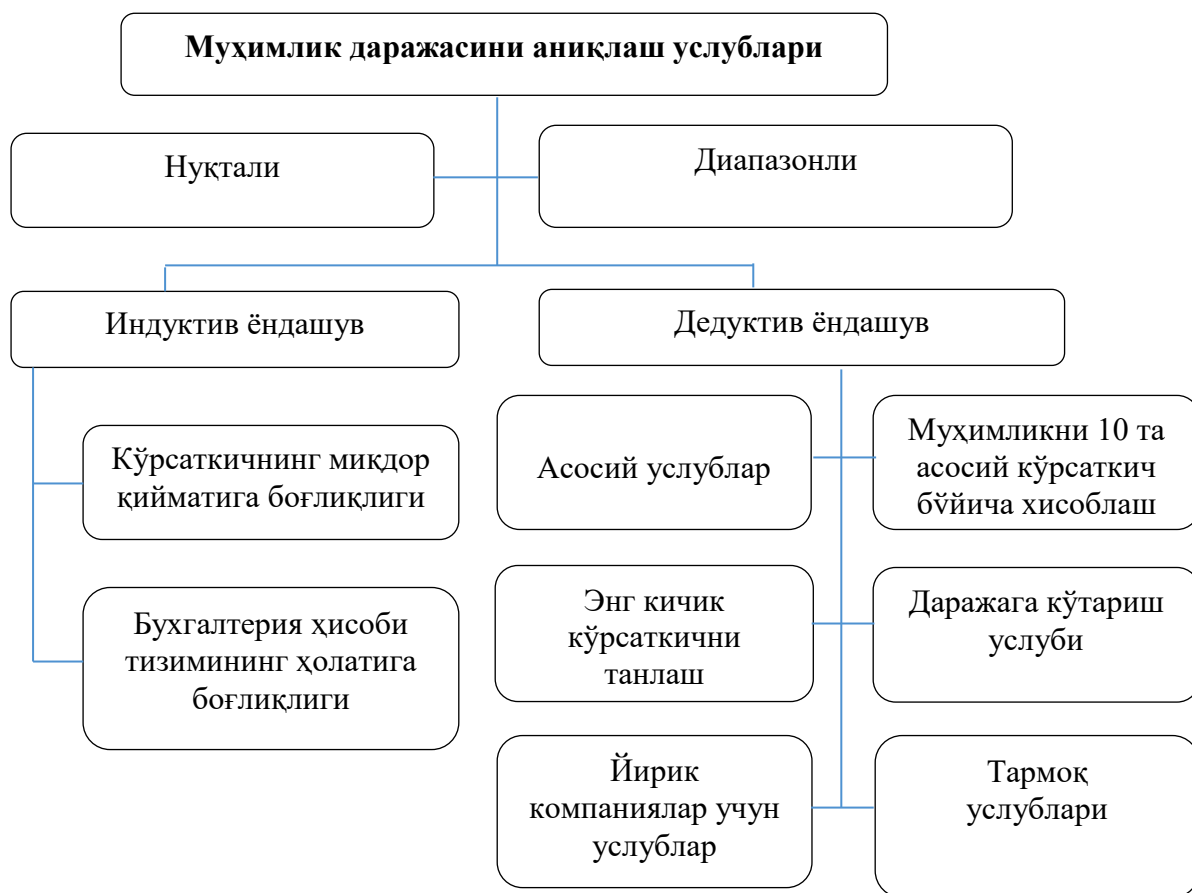 Муҳимлик даражасини аниқлаш услублари
Нуқтали
Диапазонли
Индуктив ёндашув
Дедуктив ёндашув
Кўрсаткичнинг миқдор
қийматига боғлиқлиги
Бухгалтерия ҳисоби
тизимининг ҳолатига
боғлиқлиги
Асосий услублар
Муҳимликни 10 та
асосий кўрсаткич
бўйича хисоблаш
Энг кичик
кўрсаткични
танлаш
Даражага кўтариш
услуби
Йирик
компаниялар учун
услублар
Тармоқ
услублари